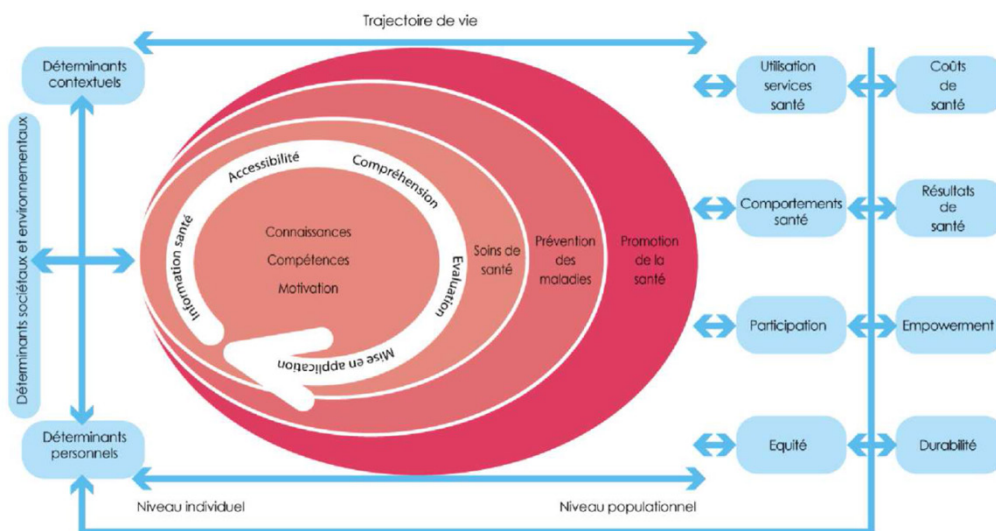 Trajectoire de vie
Déterminants
contextuels
Déterminants sociétaux et environnementaux
Déterminants
personnels
Information santé
Accessibilité
Compréhension
Evaluation
Mise en application
Connaissances
Compétences
Motivation
Soins de
santé
Prévention
des
maladies
Promotion
de la
santé
Utilisation
services
santé
Coûts
de
santé
Comportements
santé
Résultats
de
santé
Participation
Empowerment
Equité
Durabilité
Niveau individuel
Niveau populationnel